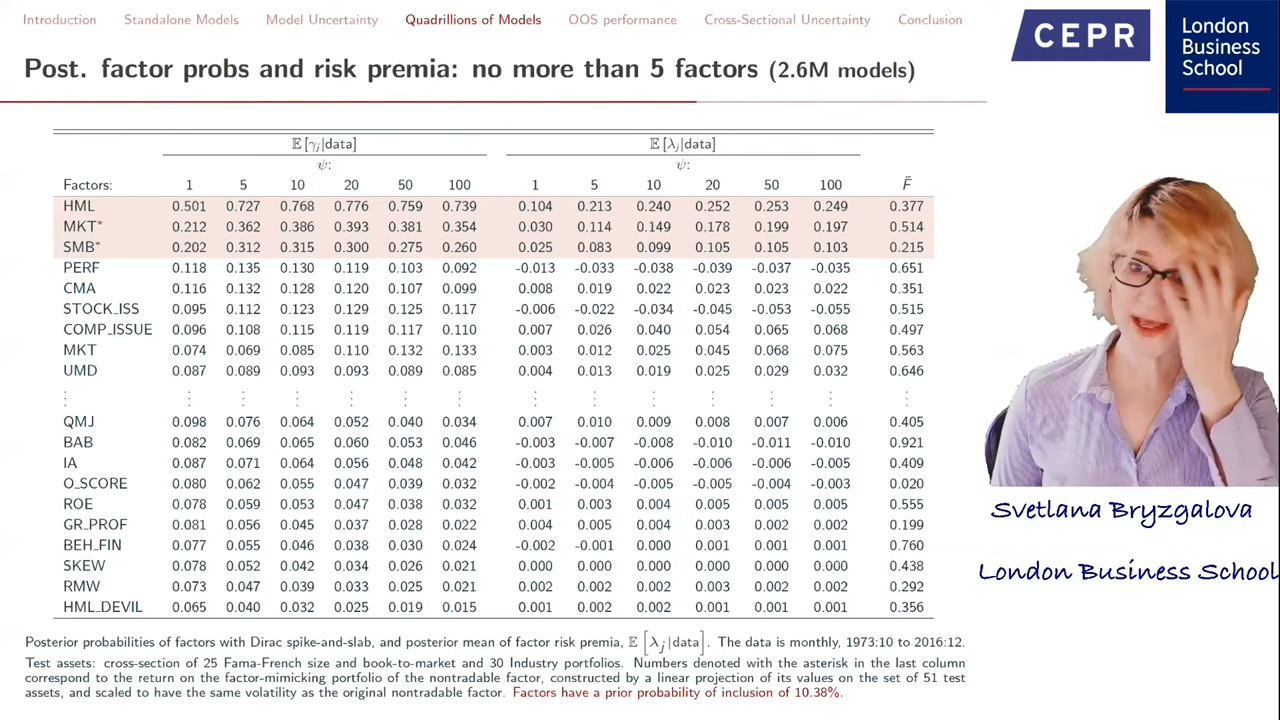 Introduction Standalone Models Model Uncertainty Quadrillions of Models OOS performance Cross-Sectional Uncertainty Conclusion
CEPR
London
Business
School
Post. factor probs and risk premia: no more than 5 factors (2.6M models)
𝔼[γj|data] 𝔼[λj|data]
ψ: ψ:
Factors: 1 5 10 20 50 100 1 5 10 20 50 100 F̄
HML 0.501 0.727 0.768 0.776 0.759 0.739 0.104 0.213 0.240 0.252 0.253 0.249 0.377
MKT* 0.212 0.362 0.386 0.393 0.381 0.354 0.030 0.114 0.149 0.178 0.199 0.197 0.514
SMB* 0.202 0.312 0.315 0.300 0.275 0.260 0.025 0.083 0.099 0.105 0.105 0.103 0.215
PERF 0.118 0.135 0.130 0.119 0.103 0.092 -0.013 -0.033 -0.038 -0.039 -0.037 -0.035 0.651
CMA 0.116 0.132 0.128 0.120 0.107 0.099 0.008 0.019 0.022 0.023 0.023 0.022 0.351
STOCK_ISS 0.095 0.112 0.123 0.129 0.125 0.117 -0.006 -0.022 -0.034 -0.045 -0.053 -0.055 0.515
COMP_ISSUE 0.096 0.108 0.115 0.119 0.117 0.110 0.007 0.026 0.040 0.054 0.065 0.068 0.497
MKT 0.074 0.069 0.085 0.110 0.132 0.133 0.003 0.012 0.025 0.045 0.068 0.075 0.563
UMD 0.087 0.089 0.093 0.093 0.089 0.085 0.004 0.013 0.019 0.025 0.029 0.032 0.646
⋮ ⋮ ⋮ ⋮ ⋮ ⋮ ⋮ ⋮ ⋮ ⋮ ⋮ ⋮ ⋮ ⋮
QMJ 0.098 0.076 0.064 0.052 0.040 0.034 0.007 0.010 0.009 0.008 0.007 0.006 0.405
BAB 0.082 0.069 0.065 0.060 0.053 0.046 -0.003 -0.007 -0.008 -0.010 -0.011 -0.010 0.921
IA 0.087 0.071 0.064 0.056 0.048 0.042 -0.003 -0.005 -0.006 -0.006 -0.006 -0.005 0.409
O_SCORE 0.080 0.062 0.055 0.047 0.039 0.032 -0.002 -0.004 -0.005 -0.005 -0.004 -0.003 0.020
ROE 0.078 0.059 0.053 0.047 0.038 0.032 0.001 0.003 0.004 0.005 0.005 0.005 0.555
GR_PROF 0.081 0.056 0.045 0.037 0.028 0.022 0.004 0.005 0.004 0.003 0.002 0.002 0.199
BEH_FIN 0.077 0.055 0.046 0.038 0.030 0.024 -0.002 -0.001 0.000 0.001 0.001 0.001 0.760
SKEW 0.078 0.052 0.042 0.034 0.026 0.021 0.000 0.000 0.000 0.000 0.000 0.000 0.438
RMW 0.073 0.047 0.039 0.033 0.025 0.021 0.002 0.002 0.002 0.003 0.002 0.002 0.292
HML_DEVIL 0.065 0.040 0.032 0.025 0.019 0.015 0.001 0.002 0.002 0.001 0.001 0.001 0.356
Posterior probabilities of factors with Dirac spike-and-slab, and posterior mean of factor risk premia, 𝔼[λj|data]. The data is monthly, 1973:10 to 2016:12.
Test assets: cross-section of 25 Fama-French size and book-to-market and 30 Industry portfolios. Numbers denoted with the asterisk in the last column
correspond to the return on the factor-mimicking portfolio of the nontradable factor, constructed by a linear projection of its values on the set of 51 test
assets, and scaled to have the same volatility as the original nontradable factor. Factors have a prior probability of inclusion of 10.38%.
Svetlana Bryzgalova
London Business School